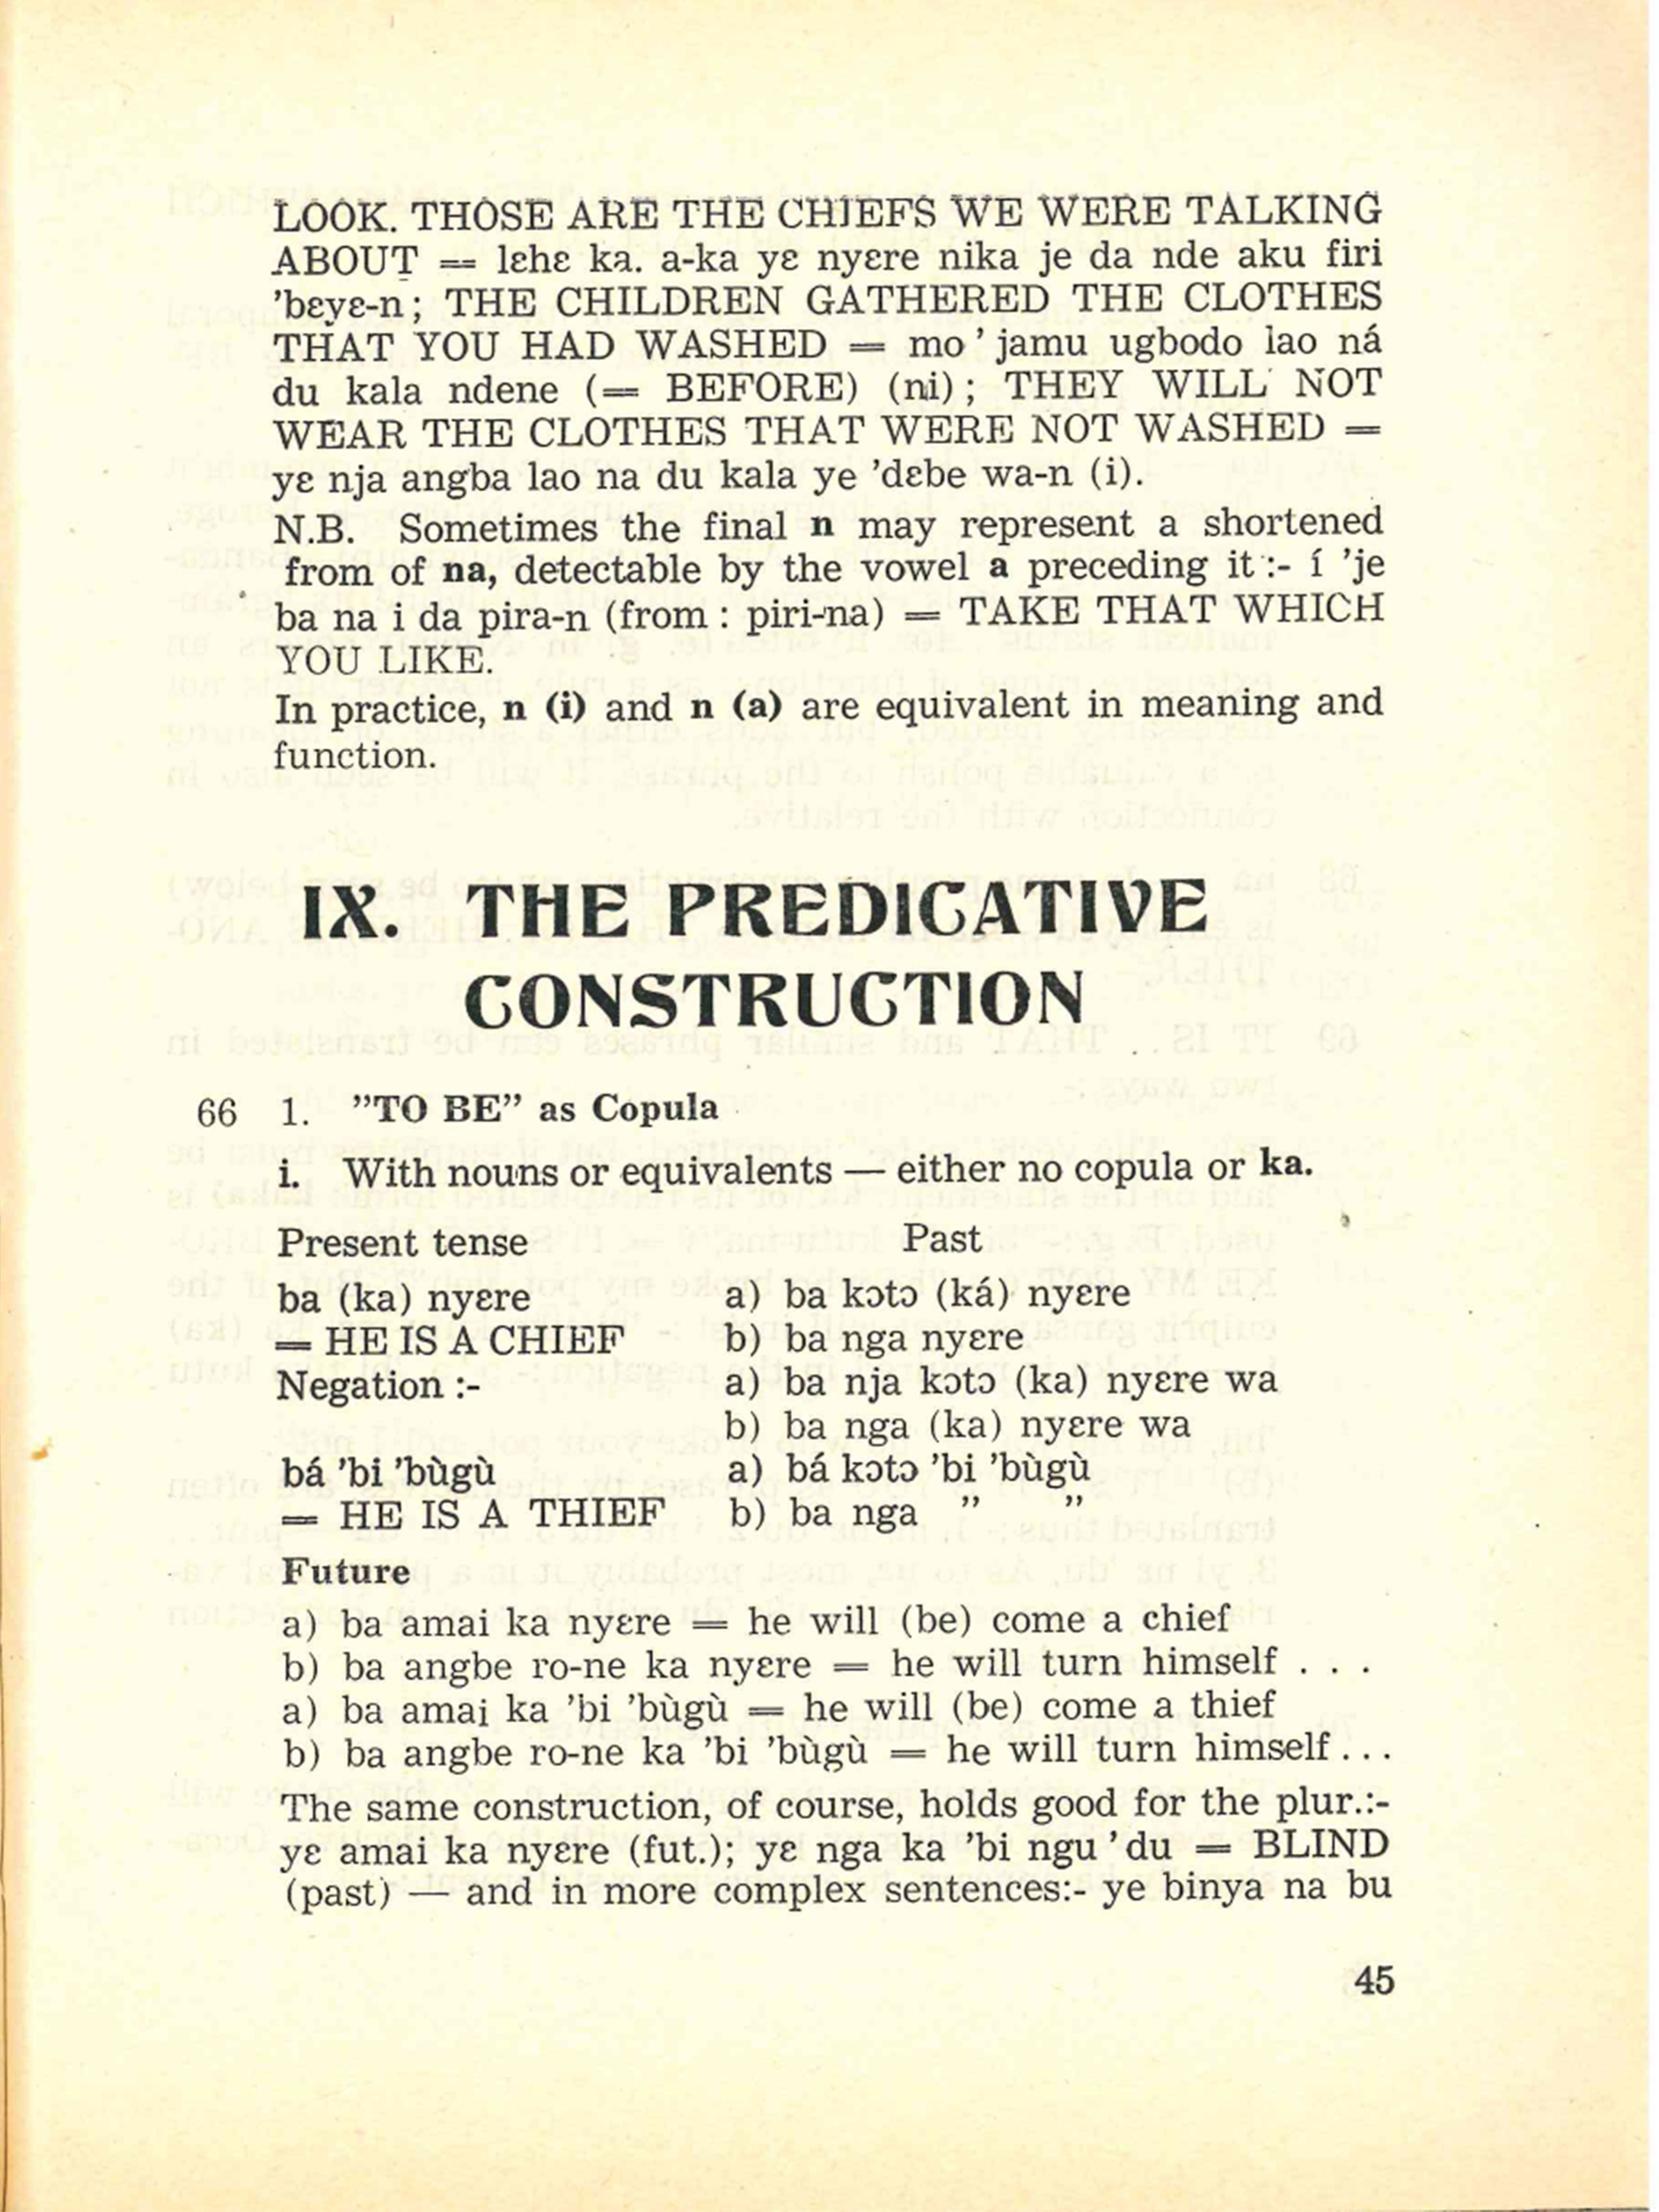 LOOK. THOSE ARE THE CHIEFS WE WERE TALKING
ABOUT = lɛhɛ ka. a-ka yɛ nyɛre nika je da nde aku firi
’bɛyɛ-n; THE CHILDREN GATHERED THE CLOTHES
THAT YOU HAD WASHED = mo ’ jamu ugbodo lao ná
du kala ndene (= BEFORE) (ni) ; THEY WILL NOT
WEAR THE CLOTHES THAT WERE NOT WASHED =
yɛ nja angba lao na du kala ye ’dɛbe wa-n (i).
N.B. Sometimes the final n may represent a shortened
from of na, detectable by the vowel a preceding it :- í ’je
ba na i da pira-n (from : piri-na) = TAKE THAT WHICH
YOU LIKE.
In practice, n (i) and n (a) are equivalent in meaning and
function.
IX. THE PREDICATIVE
CONSTRUCTION
66 1. ”TO BE” as Copula
i. With nouns or equivalents — either no copula or ka.
Present tense Past
ba (ka) nyɛre a) ba kɔtɔ (ká) nyɛre
= HE IS A CHIEF b) ba nga nyɛre
Negation :- a) ba nja kɔtɔ (ka) nyɛre wa
b) ba nga (ka) nyɛre wa
bá ’bi ’bùgù a) bá kɔtɔ ’bi ’bùgù
= HE IS A THIEF b) ba nga ” ”
Future
a) ba amai ka nyɛre = he will (be) come a chief
b) ba angbe ro-ne ka nyɛre = he will turn himself . . .
a) ba amai ka ’bi ’bùgù = he will (be) come a thief
b) ba angbe ro-ne ka ’bi ’bùgù = he will turn himself . . .
The same construction, of course, holds good for the plur.:-
yɛ amai ka nyɛre (fut.); yɛ nga ka ’bi ngu ’ du = BLIND
(past) — and in more complex sentences:- ye binya na bu
45